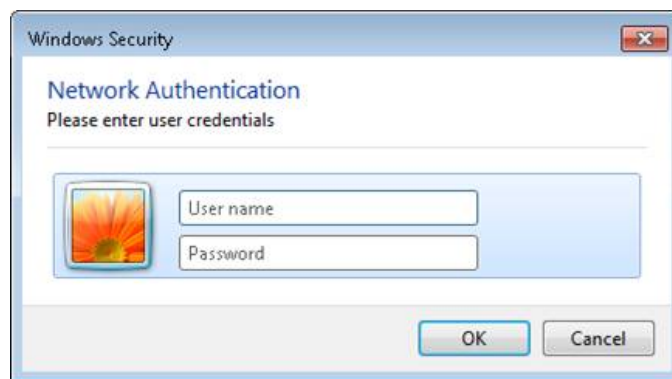 Windows Security
Network Authentication
Please enter user credentials
User name
Password
OK Cancel